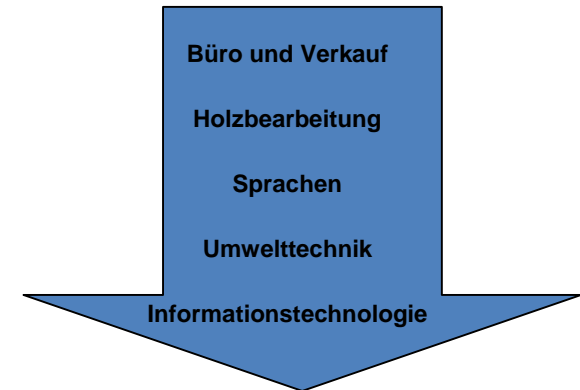 Büro und Verkauf
Holzbearbeitung
Sprachen
Umwelttechnik
Informationstechnologie